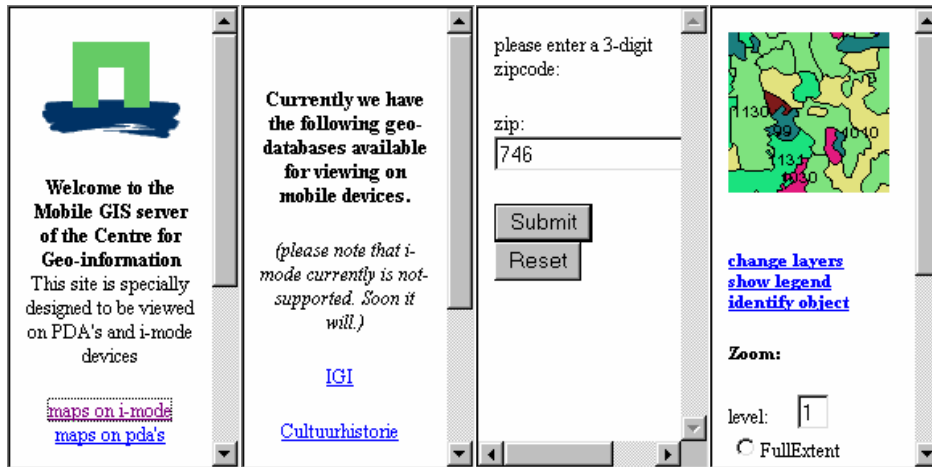 Welcome to the
Mobile GIS server
of the Centre for
Geo-information
This site is specially
designed to be viewed
on PDA's and i-mode
devices
maps on i-mode
maps on pda's
Currently we have
the following geo-
databases available
for viewing on
mobile devices.
(please note that i-
mode currently is not-
supported. Soon it
will.)
IGI
Cultuurhistorie
please enter a 3-digit
zipcode:
zip:
746
Submit
Reset
1130
99
1010
1131
1030
change layers
show legend
identify object
Zoom:
level: 1
FullExtent